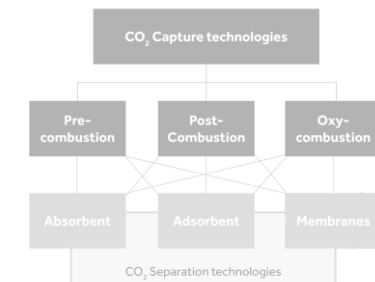 CO₂ Capture technologies
Pre-
combustion
Post-
Combustion
Oxy-
combustion
Absorbent
Adsorbent
Membranes
CO₂ Separation technologies